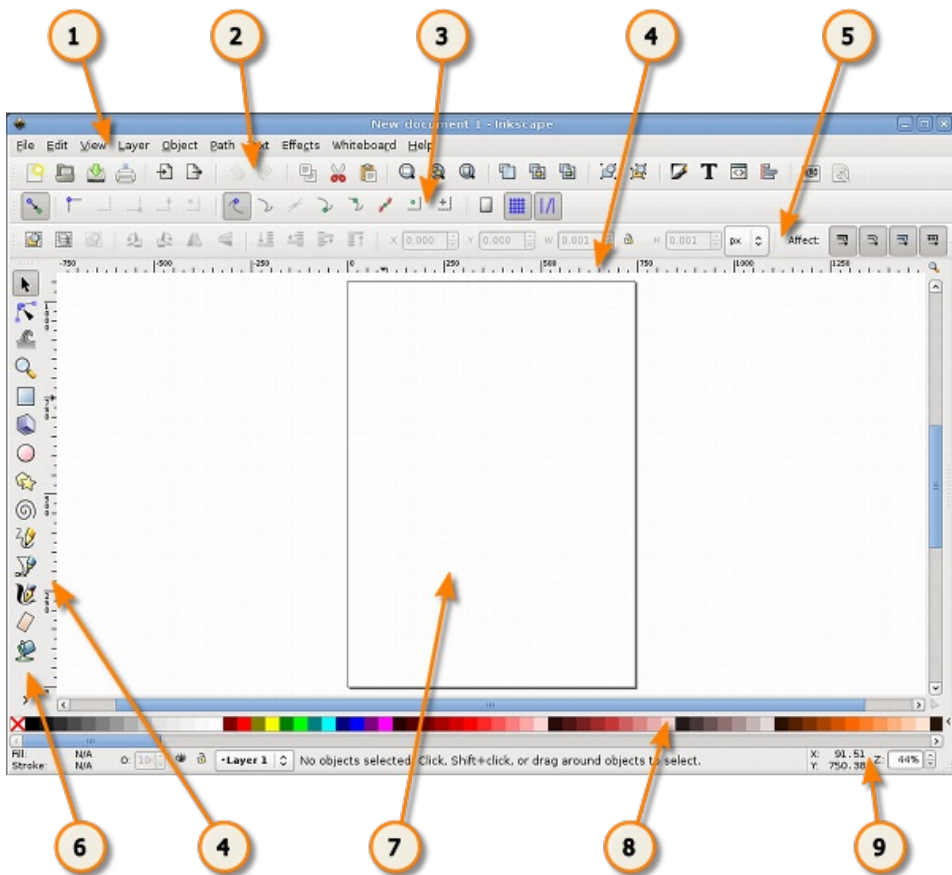 1 2 3 4 5
New document 1 - Inkscape
File Edit View Layer Object Path Text Effects Whiteboard Help
X 0.000 Y 0.000 W 0.001 H 0.001 px Affect:
-750 -500 -250 0 250 500 750 1000 1250
Fill: N/A O: Layer 1 No objects selected. Click, Shift+click, or drag around objects to select. X: 91.51 Z: 44%
Stroke: N/A Y: 750.38
6 4 7 8 9